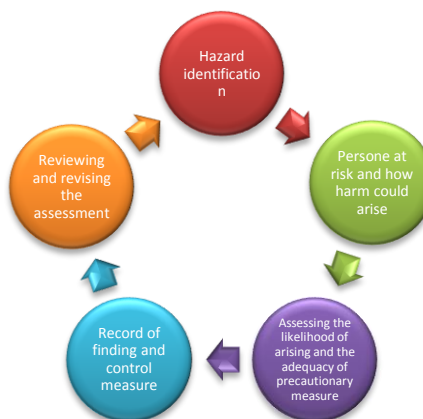 Hazard
identificatio
n
Persone at
risk and how
harm could
arise
Assessing the
likelihood of
arising and the
adequacy of
precautionary
measure
Record of
finding and
control
measure
Reviewing
and revising
the
assessment